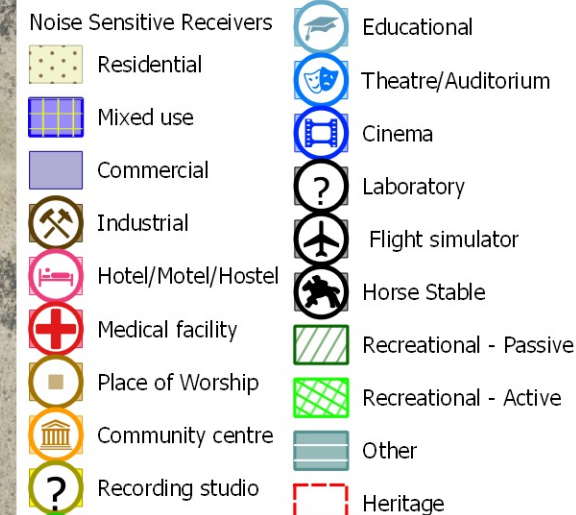 Noise Sensitive Receivers
Residential
Mixed use
Commercial
Industrial
Hotel/Motel/Hostel
Medical facility
Place of Worship
Community centre
?
Recording studio
Educational
Theatre/Auditorium
Cinema
?
Laboratory
Flight simulator
Horse Stable
Recreational - Passive
Recreational - Active
Other
Heritage